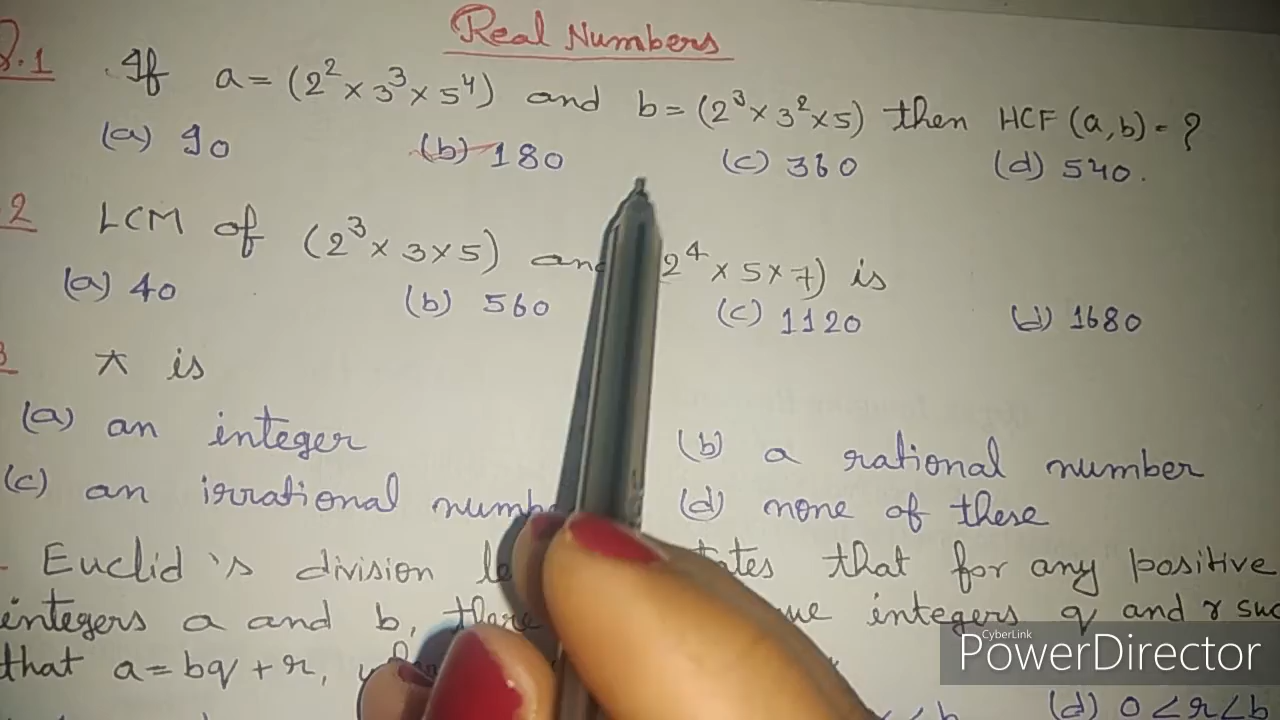 Real Numbers
Q.1 If a = (2² × 3³ × 5⁴) and b = (2³ × 3² × 5) then HCF (a, b) = ?
(a) 90 (b) 180 (c) 360 (d) 540.
2 LCM of (2³ × 3 × 5) and 2⁴ × 5 × 7) is
(a) 40 (b) 560 (c) 1120 (d) 1680
3 π is
(a) an integer (b) a rational number
(c) an irrational number (d) none of these
Euclid's division that for any positive
integers a and b, there integers q and r
that a = bq + r,
(d) 0 < r < b
CyberLink
PowerDirector